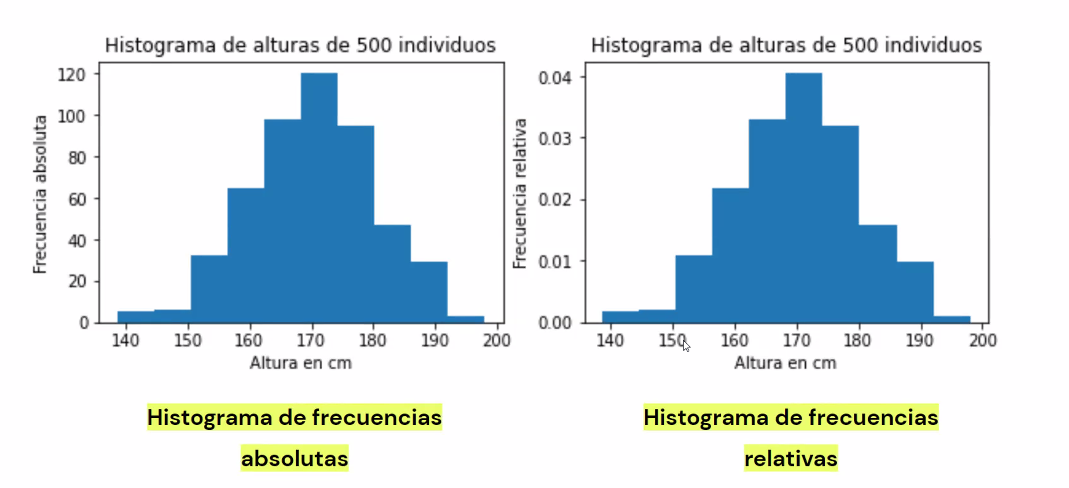 Histograma de alturas de 500 individuos
Frecuencia absoluta
120
100
80
60
40
20
0
140 150 160 170 180 190 200
Altura en cm
Histograma de frecuencias
absolutas
Histograma de alturas de 500 individuos
Frecuencia relativa
0.04
0.03
0.02
0.01
0.00
140 150 160 170 180 190 200
Altura en cm
Histograma de frecuencias
relativas